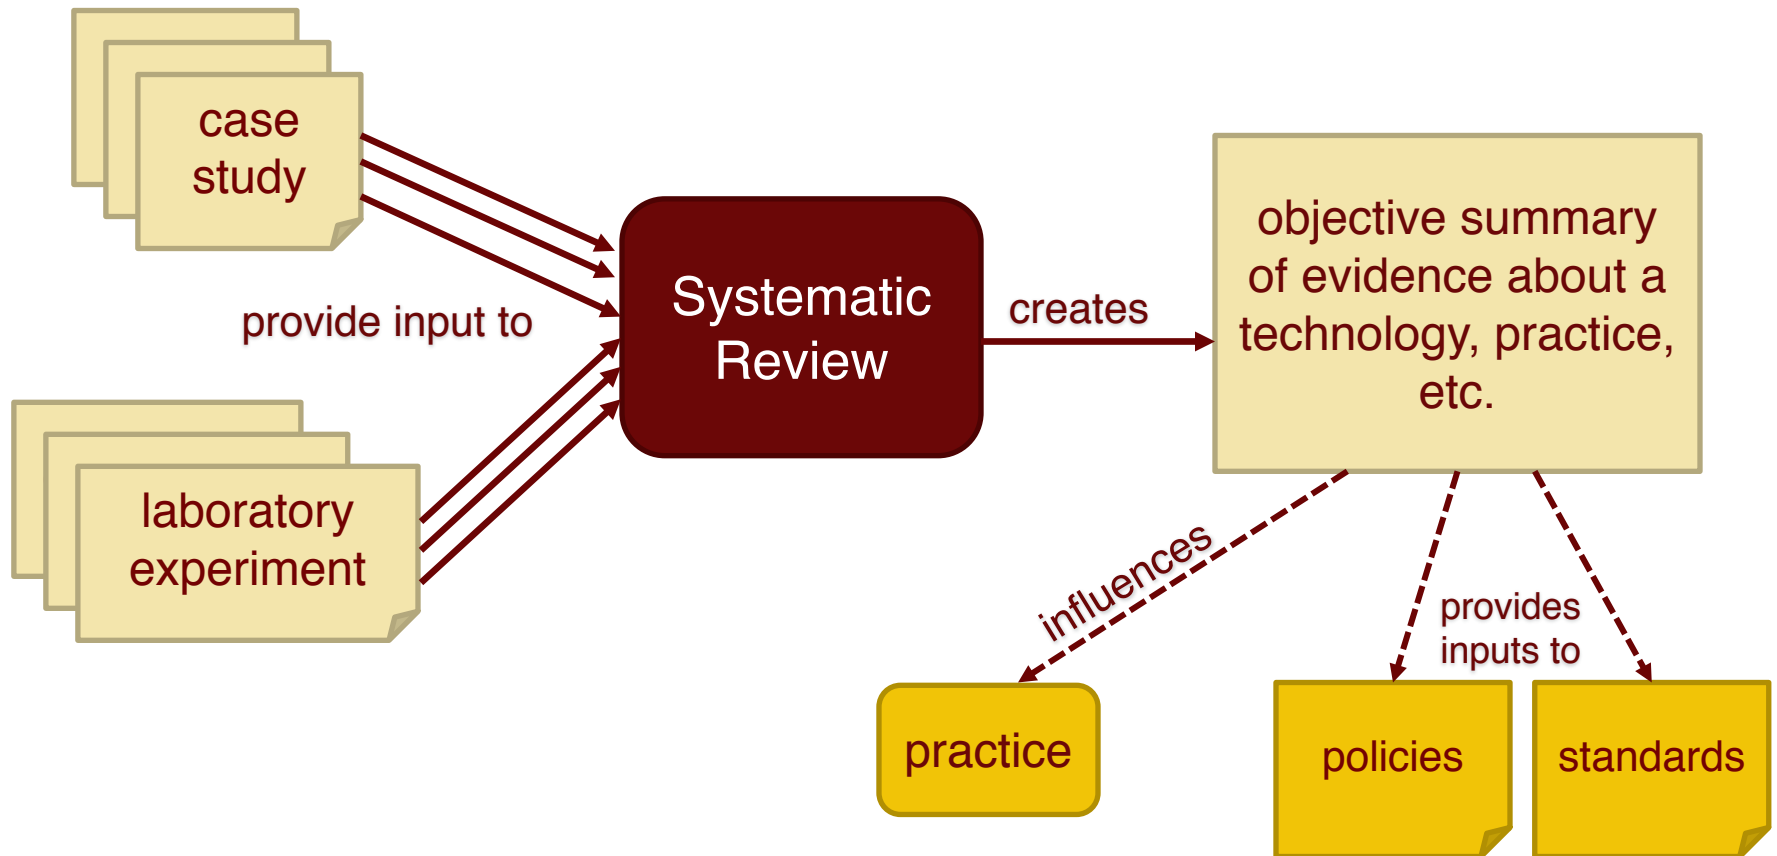 case
study
provide input to
laboratory
experiment
Systematic
Review
creates
objective summary
of evidence about a
technology, practice,
etc.
influences
provides
inputs to
practice
policies
standards